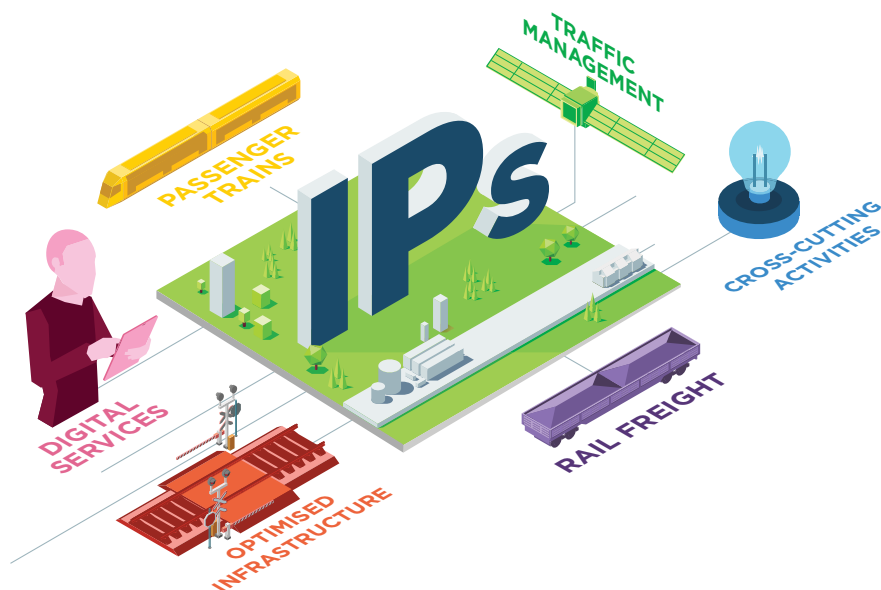 TRAFFIC
MANAGEMENT
PASSENGER
TRAINS
IPs
CROSS-CUTTING
ACTIVITIES
DIGITAL
SERVICES
RAIL FREIGHT
OPTIMISED
INFRASTRUCTURE